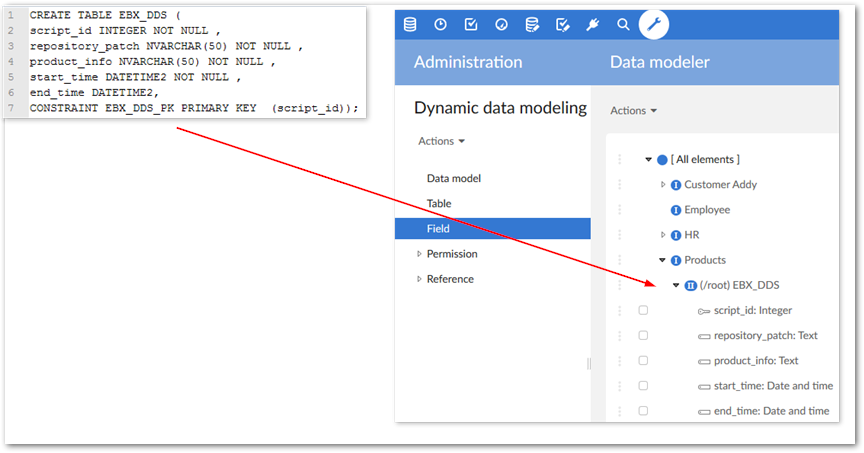 1 CREATE TABLE EBX_DDS (
2 script_id INTEGER NOT NULL ,
3 repository_patch NVARCHAR(50) NOT NULL ,
4 product_info NVARCHAR(50) NOT NULL ,
5 start_time DATETIME2 NOT NULL ,
6 end_time DATETIME2,
7 CONSTRAINT EBX_DDS_PK PRIMARY KEY  (script_id));
Administration
Dynamic data modeling
Actions
Data model
Table
Field
Permission
Reference
Data modeler
Actions
[ All elements ]
I Customer Addy
I Employee
I HR
I Products
II (/root) EBX_DDS
script_id: Integer
repository_patch: Text
product_info: Text
start_time: Date and time
end_time: Date and time